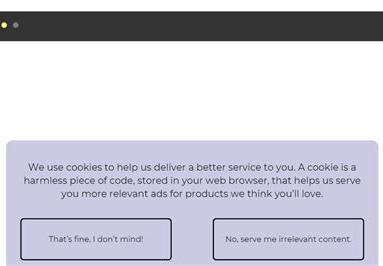 We use cookies to help us deliver a better service to you. A cookie is a
harmless piece of code, stored in your web browser, that helps us serve
you more relevant ads for products we think you'll love.
That's fine, I don't mind!
No, serve me irrelevant content.